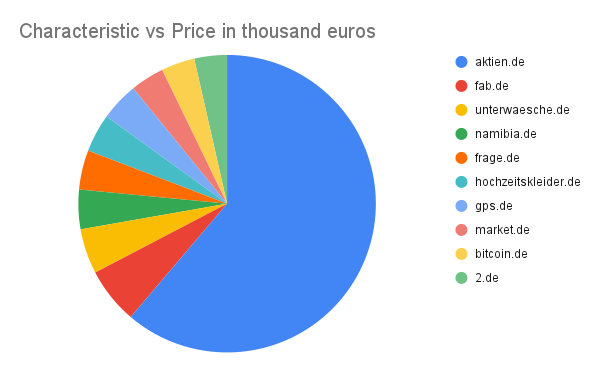 Characteristic vs Price in thousand euros
aktien.de
fab.de
unterwaesche.de
namibia.de
frage.de
hochzeitskleider.de
gps.de
market.de
bitcoin.de
2.de